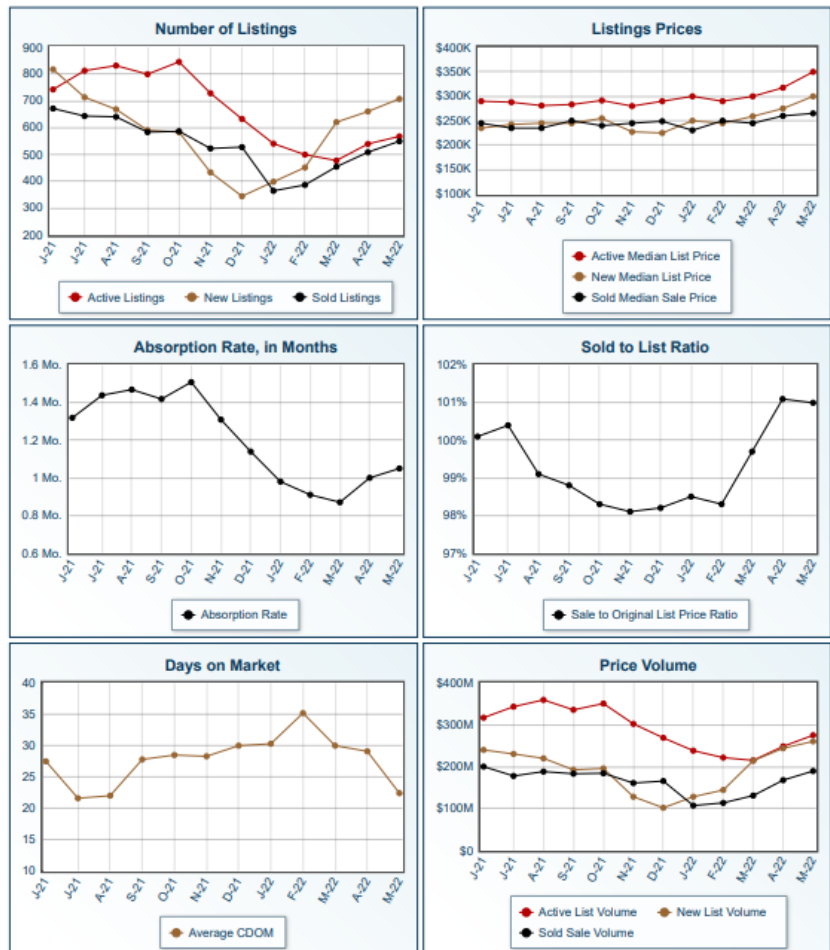 Number of Listings
900
800
700
600
500
400
300
200
J-21
J-21
A-21
S-21
O-21
N-21
D-21
J-22
F-22
M-22
A-22
M-22
Active Listings New Listings Sold Listings
Listings Prices
$400K
$350K
$300K
$250K
$200K
$150K
$100K
J-21
J-21
A-21
S-21
O-21
N-21
D-21
J-22
F-22
M-22
A-22
M-22
Active Median List Price
New Median List Price
Sold Median Sale Price
Absorption Rate, in Months
1.6 Mo.
1.4 Mo.
1.2 Mo.
1 Mo.
0.8 Mo.
0.6 Mo.
J-21
J-21
A-21
S-21
O-21
N-21
D-21
J-22
F-22
M-22
A-22
M-22
Absorption Rate
Sold to List Ratio
102%
101%
100%
99%
98%
97%
J-21
J-21
A-21
S-21
O-21
N-21
D-21
J-22
F-22
M-22
A-22
M-22
Sale to Original List Price Ratio
Days on Market
40
35
30
25
20
15
10
J-21
J-21
A-21
S-21
O-21
N-21
D-21
J-22
F-22
M-22
A-22
M-22
Average CDOM
Price Volume
$400M
$300M
$200M
$100M
$0
J-21
J-21
A-21
S-21
O-21
N-21
D-21
J-22
F-22
M-22
A-22
M-22
Active List Volume New List Volume
Sold Sale Volume